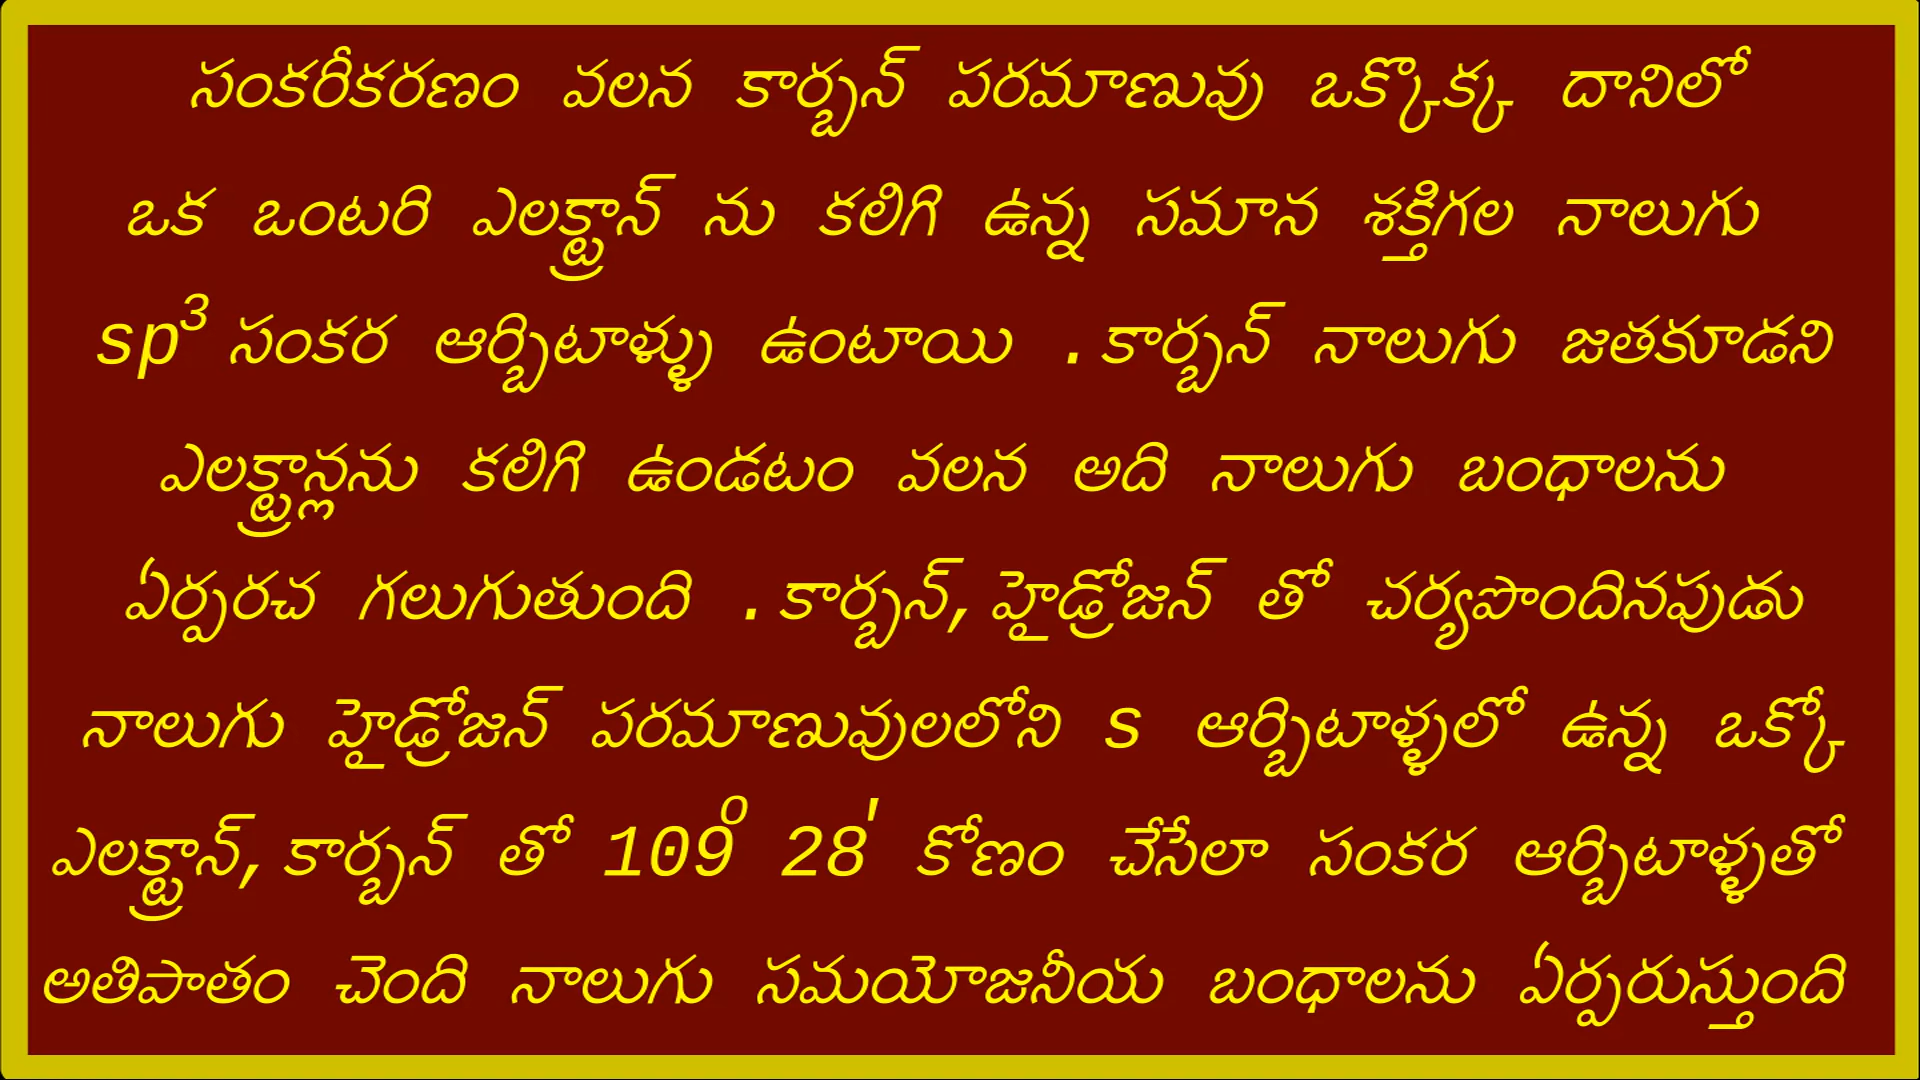 సంకరీకరణం వలన కార్బన్ పరమాణువు ఒక్కొక్క దానిలో
ఒక ఒంటరి ఎలక్ట్రాన్ ను కలిగి ఉన్న సమాన శక్తిగల నాలుగు
sp³ సంకర ఆర్బిటాళ్ళు ఉంటాయి .కార్బన్ నాలుగు జతకూడని
ఎలక్ట్రాన్లను కలిగి ఉండటం వలన అది నాలుగు బంధాలను
ఏర్పరచ గలుగుతుంది .కార్బన్,హైడ్రోజన్ తో చర్యపొందినపుడు
నాలుగు హైడ్రోజన్ పరమాణువులలోని s ఆర్బిటాళ్ళలో ఉన్న ఒక్కో
ఎలక్ట్రాన్,కార్బన్ తో 109° 28' కోణం చేసేలా సంకర ఆర్బిటాళ్ళతో
అతిపాతం చెంది నాలుగు సమయోజనీయ బంధాలను ఏర్పరుస్తుంది